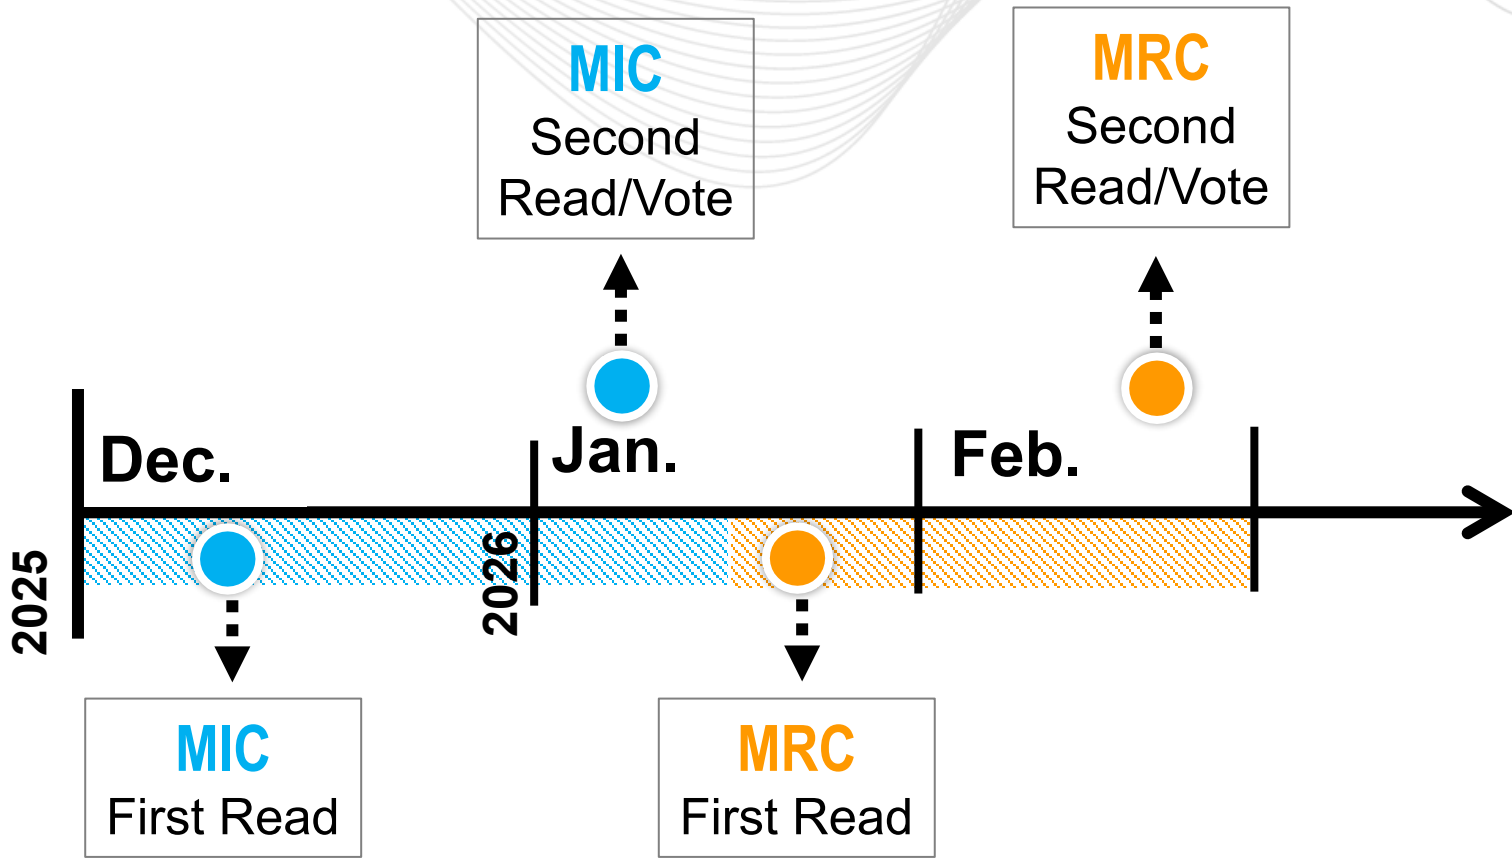 MIC
Second
Read/Vote
MRC
Second
Read/Vote
Dec.
Jan.
Feb.
2025
2026
MIC
First Read
MRC
First Read